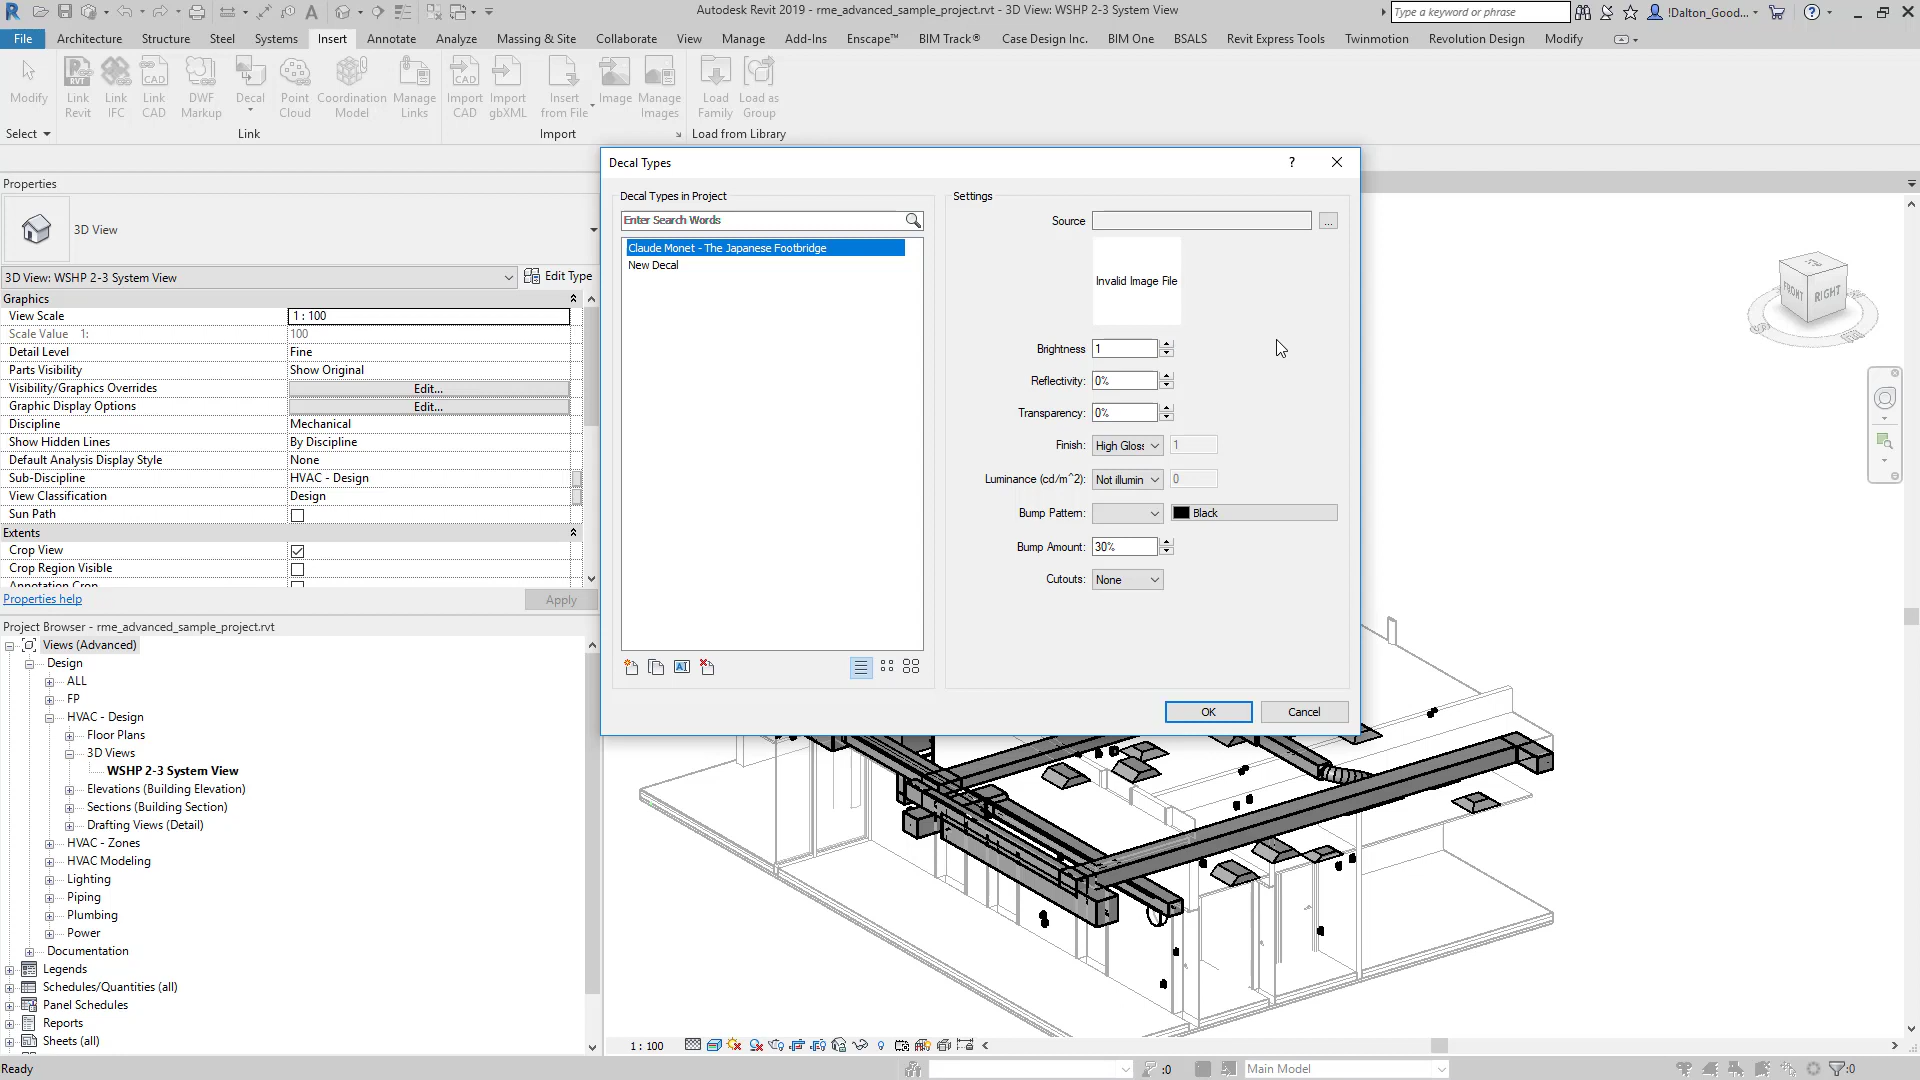 Autodesk Revit 2019 - rme_advanced_sample_project.rvt - 3D View: WSHP 2-3 System View
Type a keyword or phrase
!Dalton_Good...
File Architecture Structure Steel Systems Insert Annotate Analyze Massing & Site Collaborate View Manage Add-Ins Enscape™ BIM Track® Case Design Inc. BIM One BSALS Revit Express Tools Twinmotion Revolution Design Modify
Modify
Link Revit
Link IFC
Link CAD
DWF Markup
Decal
Point Cloud
Coordination Model
Manage Links
Import CAD
Import gbXML
Insert from File
Image
Manage Images
Load Family
Load as Group
Select
Link
Import
Load from Library
Properties
3D View
3D View: WSHP 2-3 System View
Edit Type
Graphics
View Scale 1 : 100
Scale Value 1: 100
Detail Level Fine
Parts Visibility Show Original
Visibility/Graphics Overrides Edit...
Graphic Display Options Edit...
Discipline Mechanical
Show Hidden Lines By Discipline
Default Analysis Display Style None
Sub-Discipline HVAC - Design
View Classification Design
Sun Path
Extents
Crop View
Crop Region Visible
Annotation Crop
Properties help
Apply
Project Browser - rme_advanced_sample_project.rvt
Views (Advanced)
Design
ALL
FP
HVAC - Design
Floor Plans
3D Views
WSHP 2-3 System View
Elevations (Building Elevation)
Sections (Building Section)
Drafting Views (Detail)
HVAC - Zones
HVAC Modeling
Lighting
Piping
Plumbing
Power
Documentation
Legends
Schedules/Quantities (all)
Panel Schedules
Reports
Sheets (all)
Decal Types
?
Decal Types in Project
Enter Search Words
Claude Monet - The Japanese Footbridge
New Decal
Settings
Source
...
Invalid Image File
Brightness 1
Reflectivity: 0%
Transparency: 0%
Finish: High Gloss 1
Luminance (cd/m^2): Not illumin 0
Bump Pattern: Black
Bump Amount: 30%
Cutouts: None
OK
Cancel
TOP
FRONT
RIGHT
1 : 100
Ready
:0
Main Model
:0